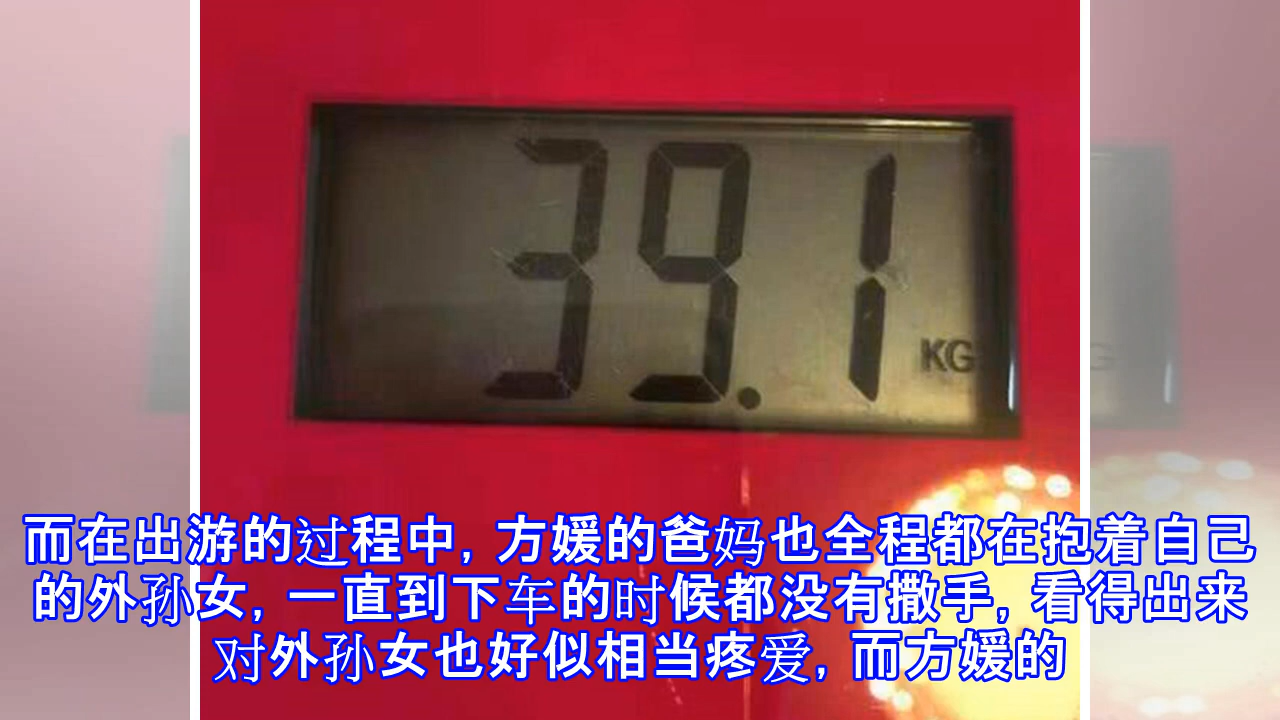 39.1
KG
而在出游的过程中, 方媛的爸妈也全程都在抱着自己
的外孙女, 一直到下车的时候都没有撒手, 看得出来
对外孙女也好似相当疼爱, 而方媛的